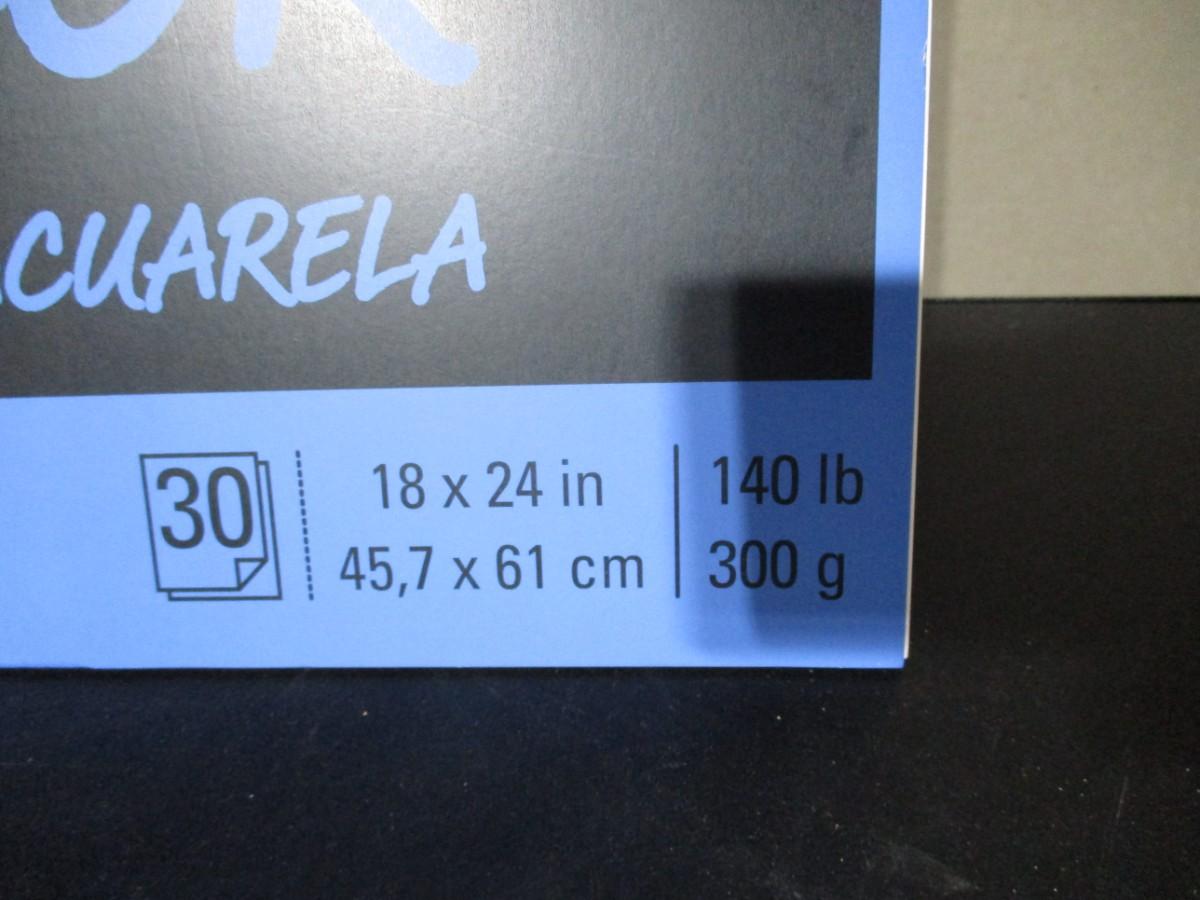 ACUARELA
30
18 x 24 in
45,7 x 61 cm
140 lb
300 g